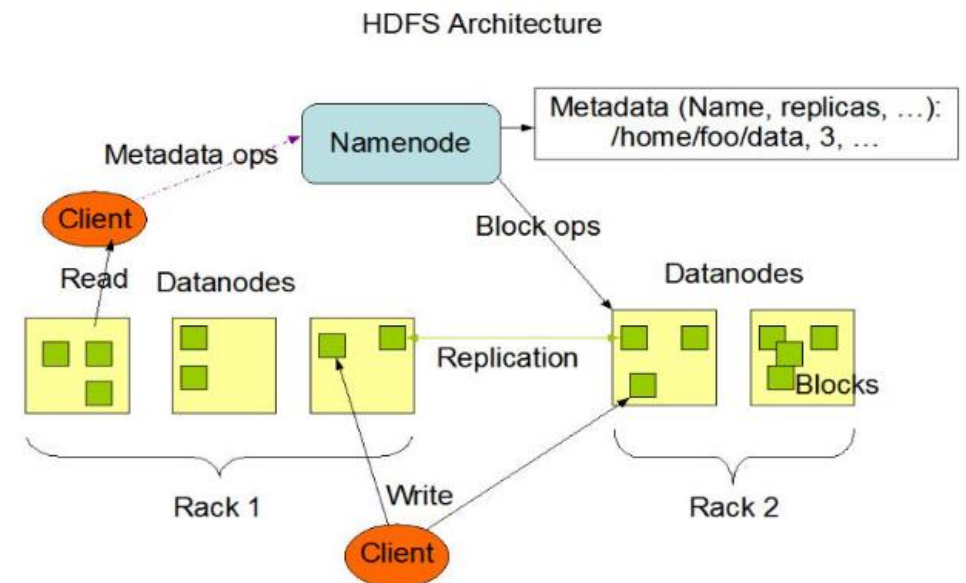 HDFS Architecture
Metadata (Name, replicas, …):
/home/foo/data, 3, …
Namenode
Metadata ops
Client
Block ops
Read
Datanodes
Datanodes
Replication
Blocks
Rack 1
Write
Rack 2
Client